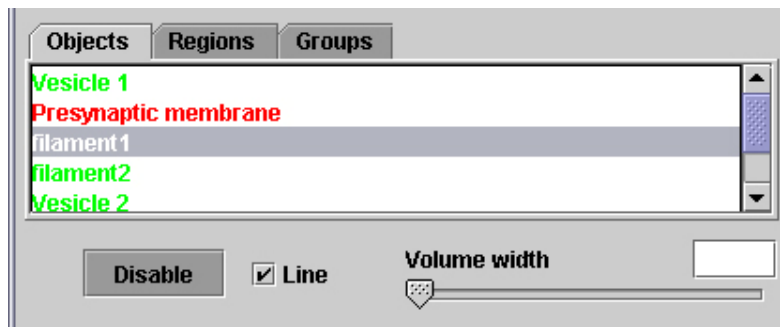 Objects Regions Groups
Vesicle 1
Presynaptic membrane
filament1
filament2
Vesicle 2
Disable Line Volume width